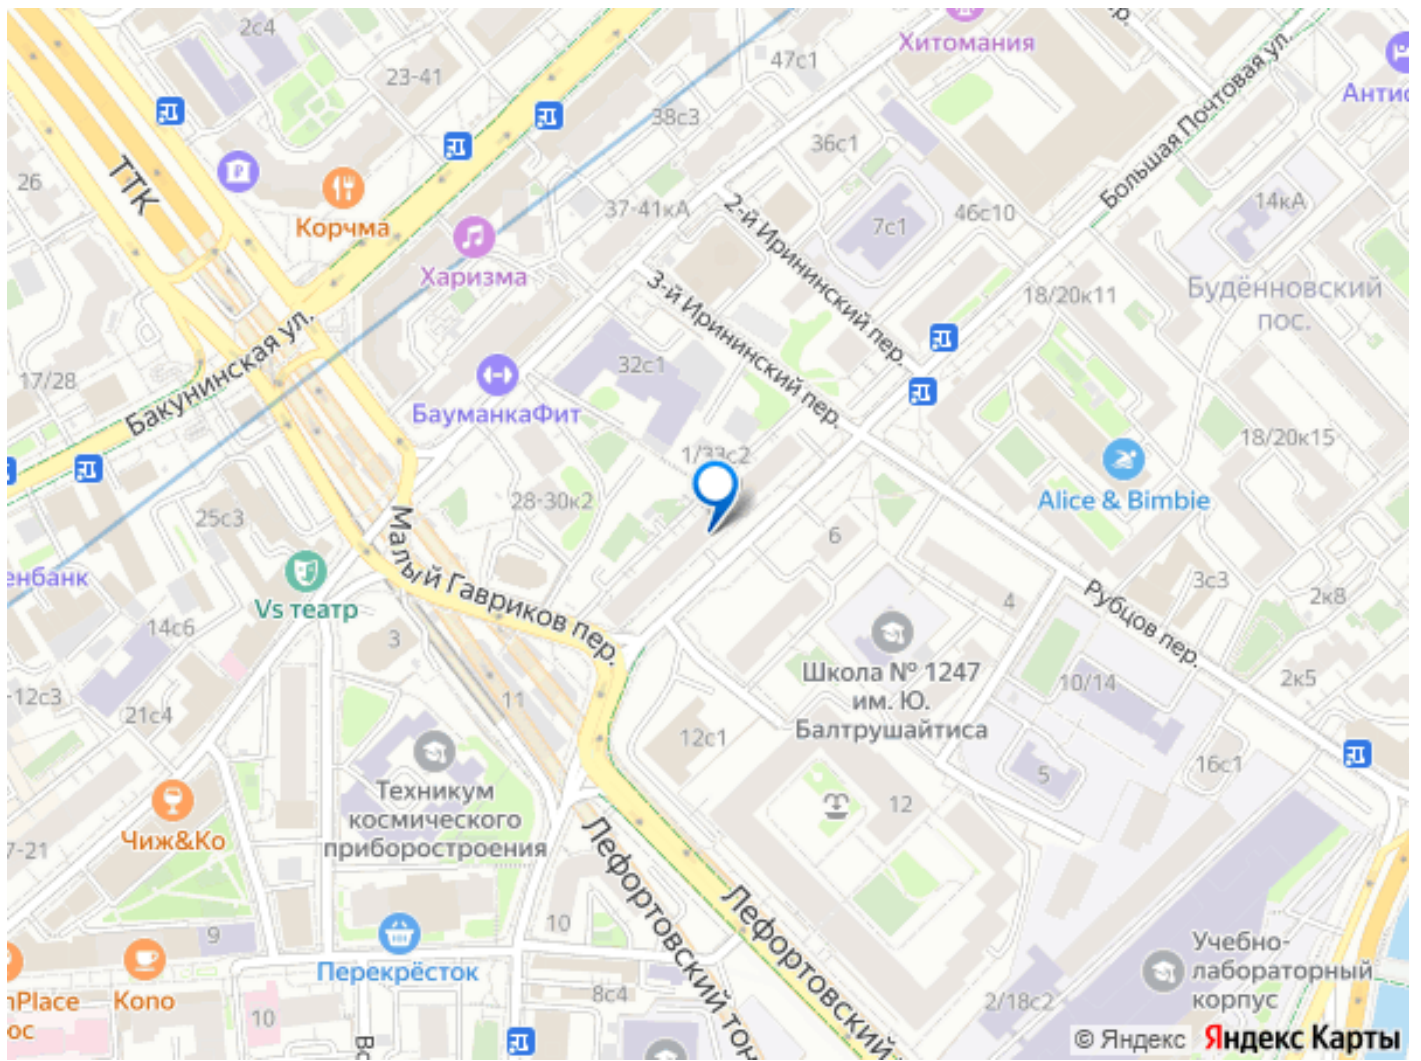 2с4
Хитомания
47с1
23-41
38с3
Антис
36с1
Большая Почтовая ул.
ТТК
26
Корчма
37-41кА
2-й Ирининский пер.
7с1
46с10
14кА
Харизма
3-й Ирининский пер.
18/20к11
Будённовский
пос.
Бакунинская ул.
17/28
32с1
БауманкаФит
18/20к15
1/33с2
28-30к2
Alice & Bimbie
25с3
Малый Гавриков пер.
6
енбанк
Vs театр
3с3
2к8
14с6
3
4
Рубцов пер.
Школа № 1247
им. Ю.
Балтрушайтиса
10/14
2к5
-12с3
21с4
11
12с1
16с1
5
Техникум
космического
приборостроения
12
Чиж&Ко
7-21
Лефортовский тон
Лефортовский
10
9
Перекрёсток
Учебно-
лабораторный
корпус
nPlace
ос
Kono
8с4
2/18с2
10
Во
© Яндекс Яндекс Карты